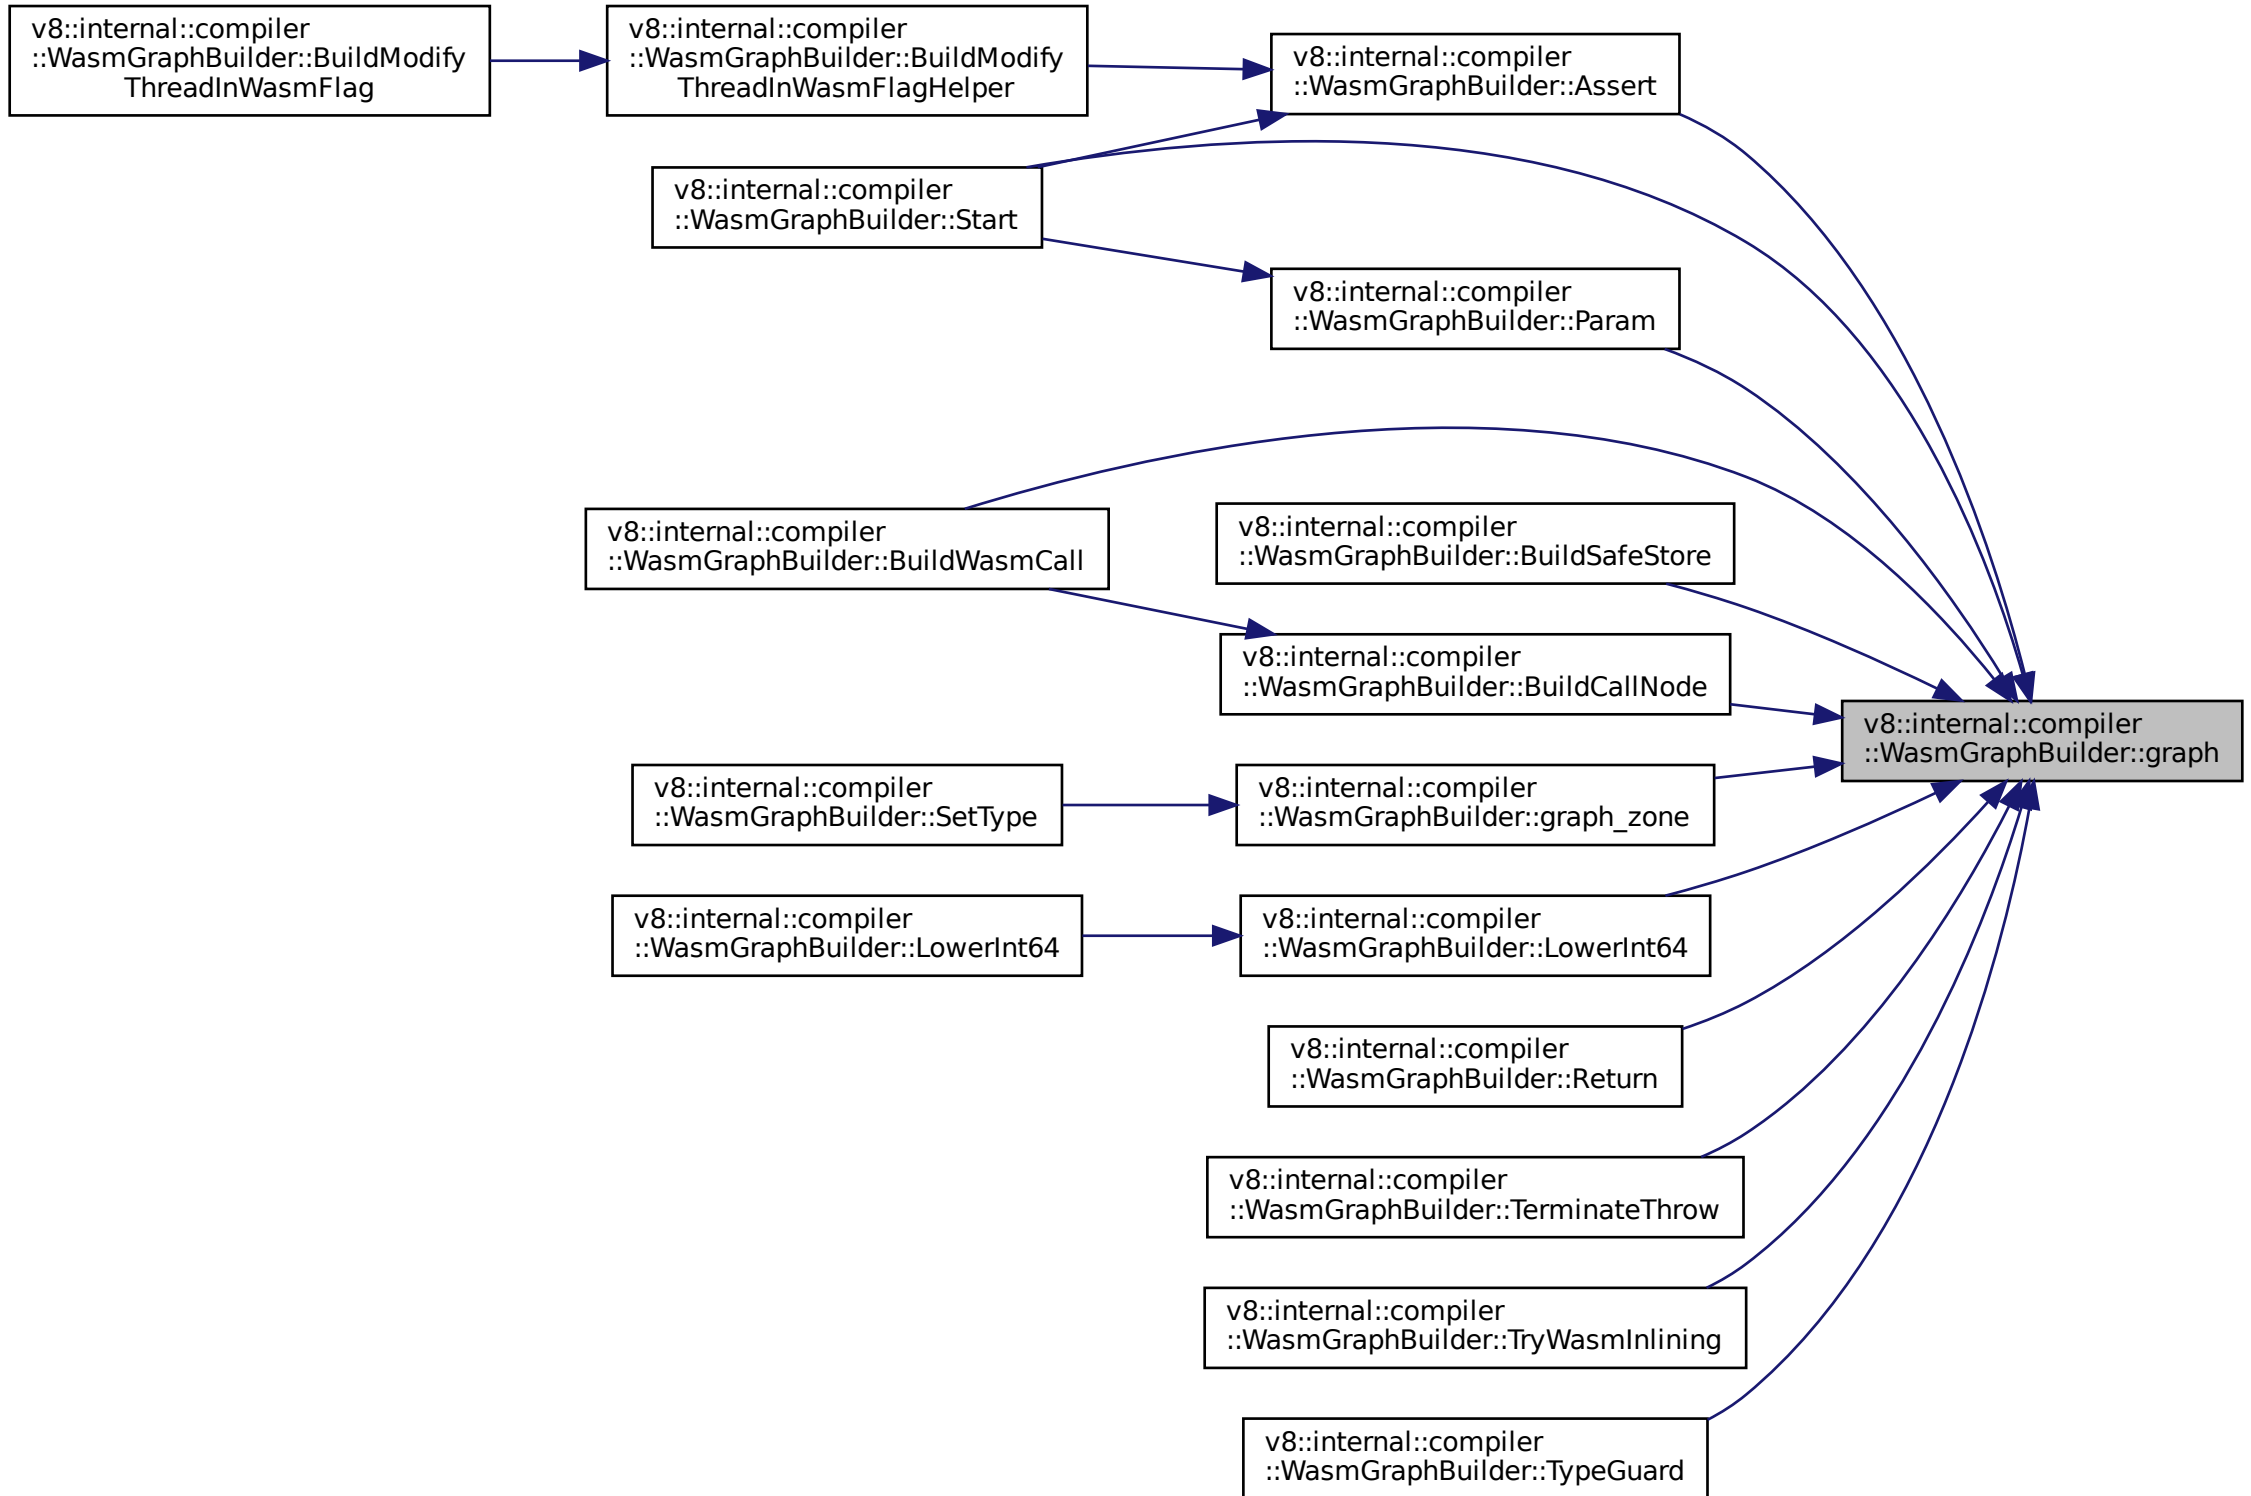 v8::internal::compiler
::WasmGraphBuilder::BuildModify
ThreadInWasmFlag
v8::internal::compiler
::WasmGraphBuilder::BuildModify
ThreadInWasmFlagHelper
v8::internal::compiler
::WasmGraphBuilder::Assert
v8::internal::compiler
::WasmGraphBuilder::Start
v8::internal::compiler
::WasmGraphBuilder::Param
v8::internal::compiler
::WasmGraphBuilder::BuildWasmCall
v8::internal::compiler
::WasmGraphBuilder::BuildSafeStore
v8::internal::compiler
::WasmGraphBuilder::BuildCallNode
v8::internal::compiler
::WasmGraphBuilder::graph
v8::internal::compiler
::WasmGraphBuilder::SetType
v8::internal::compiler
::WasmGraphBuilder::graph_zone
v8::internal::compiler
::WasmGraphBuilder::LowerInt64
v8::internal::compiler
::WasmGraphBuilder::LowerInt64
v8::internal::compiler
::WasmGraphBuilder::Return
v8::internal::compiler
::WasmGraphBuilder::TerminateThrow
v8::internal::compiler
::WasmGraphBuilder::TryWasmInlining
v8::internal::compiler
::WasmGraphBuilder::TypeGuard